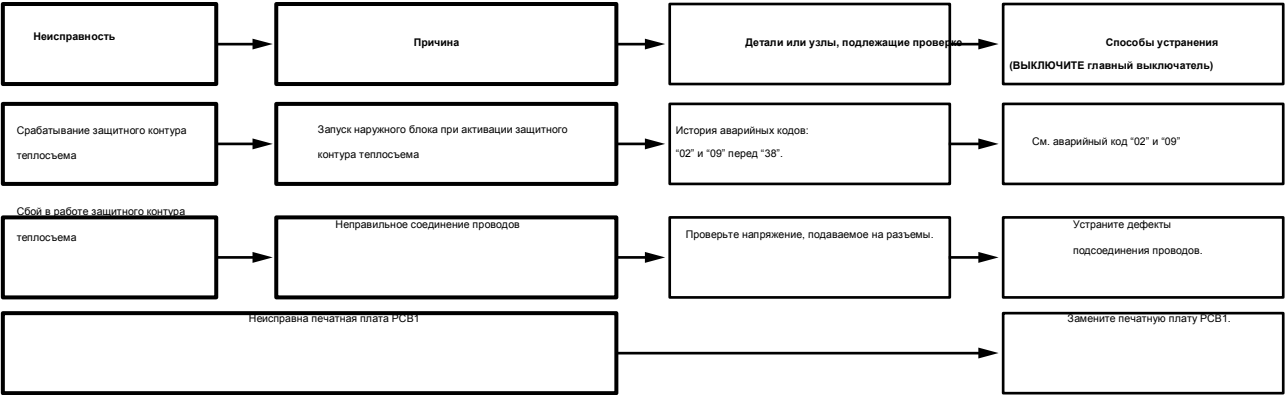 Неисправность
Причина
Детали или узлы, подлежащие проверке
Способы устранения
(ВЫКЛЮЧИТЕ главный выключатель)
Срабатывание защитного контура
теплосъема
Запуск наружного блока при активации защитного
контура теплосъема
История аварийных кодов:
“02” и “09” перед “38”.
См. аварийный код “02” и “09”
Сбой в работе защитного контура
теплосъема
Неправильное соединение проводов
Проверьте напряжение, подаваемое на разъемы.
Устраните дефекты
подсоединения проводов.
Неисправна печатная плата PCB1
Замените печатную плату PCB1.